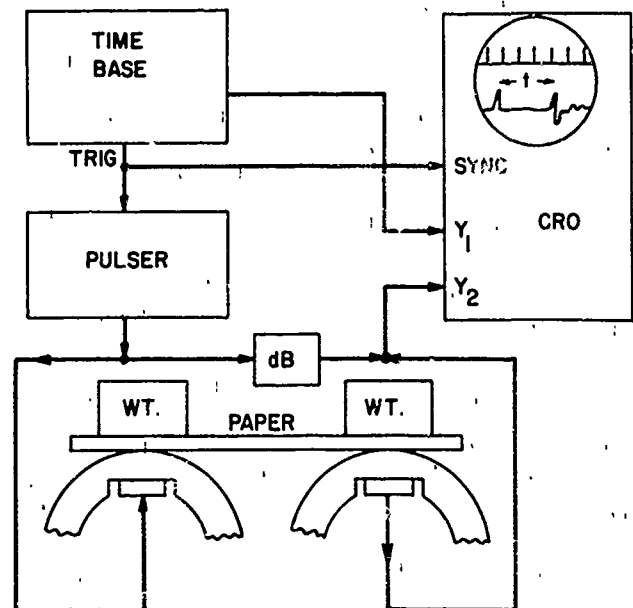 TIME
BASE
t
TRIG
SYNC
CRO
Y1
PULSER
Y2
dB
WT.
PAPER
WT.